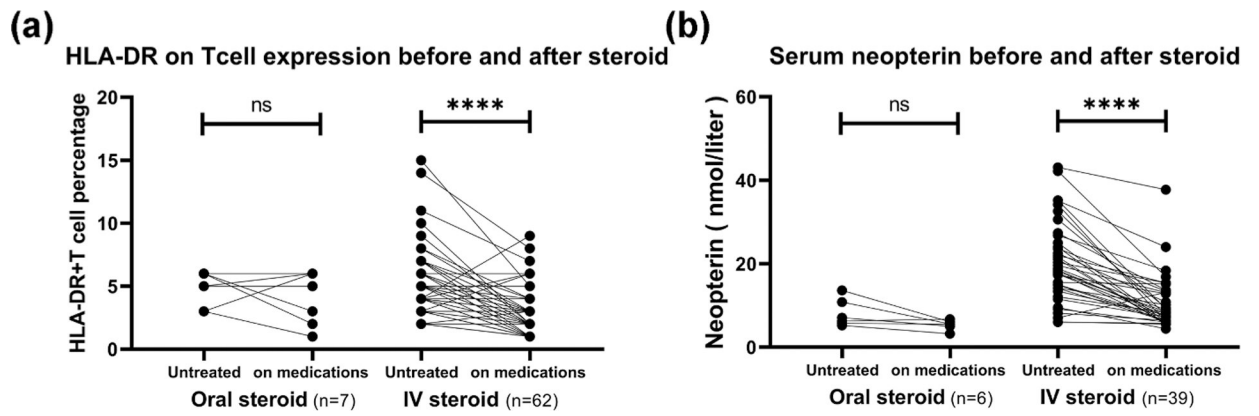 (a)
HLA-DR on Tcell expression before and after steroid
HLA-DR+T cell percentage
20
15
10
5
0
ns
****
Untreated on medications Untreated on medications
Oral steroid (n=7) IV steroid (n=62)
(b)
Serum neopterin before and after steroid
Neopterin ( nmol/liter )
60
40
20
0
ns
****
Untreated on medications Untreated on medications
Oral steroid (n=6) IV steroid (n=39)